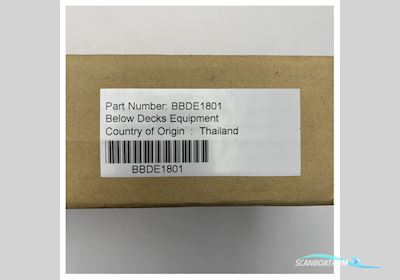 Part Number: BBDE1801
Below Decks Equipment
Country of Origin : Thailand
BBDE1801
SCANBOAT.COM